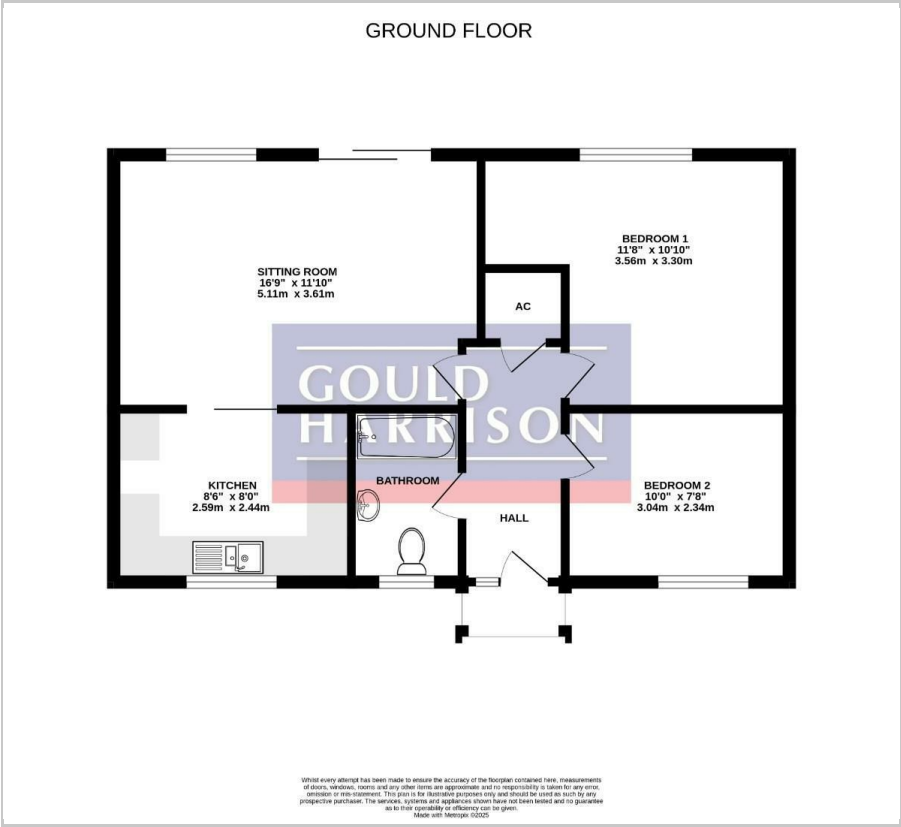 GROUND FLOOR
BEDROOM 1
11'8" x 10'10"
3.56m x 3.30m
SITTING ROOM
16'9" x 11'10"
5.11m x 3.61m
AC
GOULD
HARRISON
KITCHEN
8'6" x 8'0"
2.59m x 2.44m
BATHROOM
HALL
BEDROOM 2
10'0" x 7'8"
3.04m x 2.34m
Whilst every attempt has been made to ensure the accuracy of the floorplan contained here, measurements
of doors, windows, rooms and any other items are approximate and no responsibility is taken for any error,
omission or mis-statement. This plan is for illustrative purposes only and should be used as such by any
prospective purchaser. The services, systems and appliances shown have not been tested and no guarantee
as to their operability or efficiency can be given.
Made with Metropix ©2025